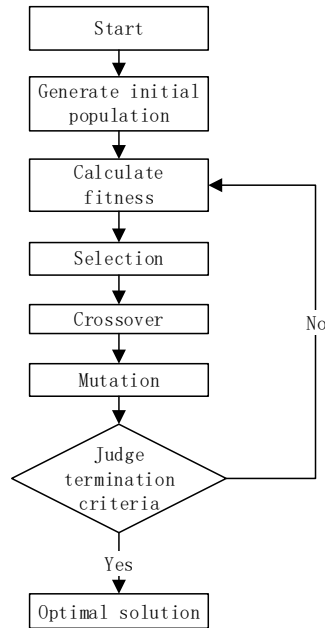 Start
Generate initial
population
Calculate
fitness
Selection
Crossover
No
Mutation
Judge
termination
criteria
Yes
Optimal solution